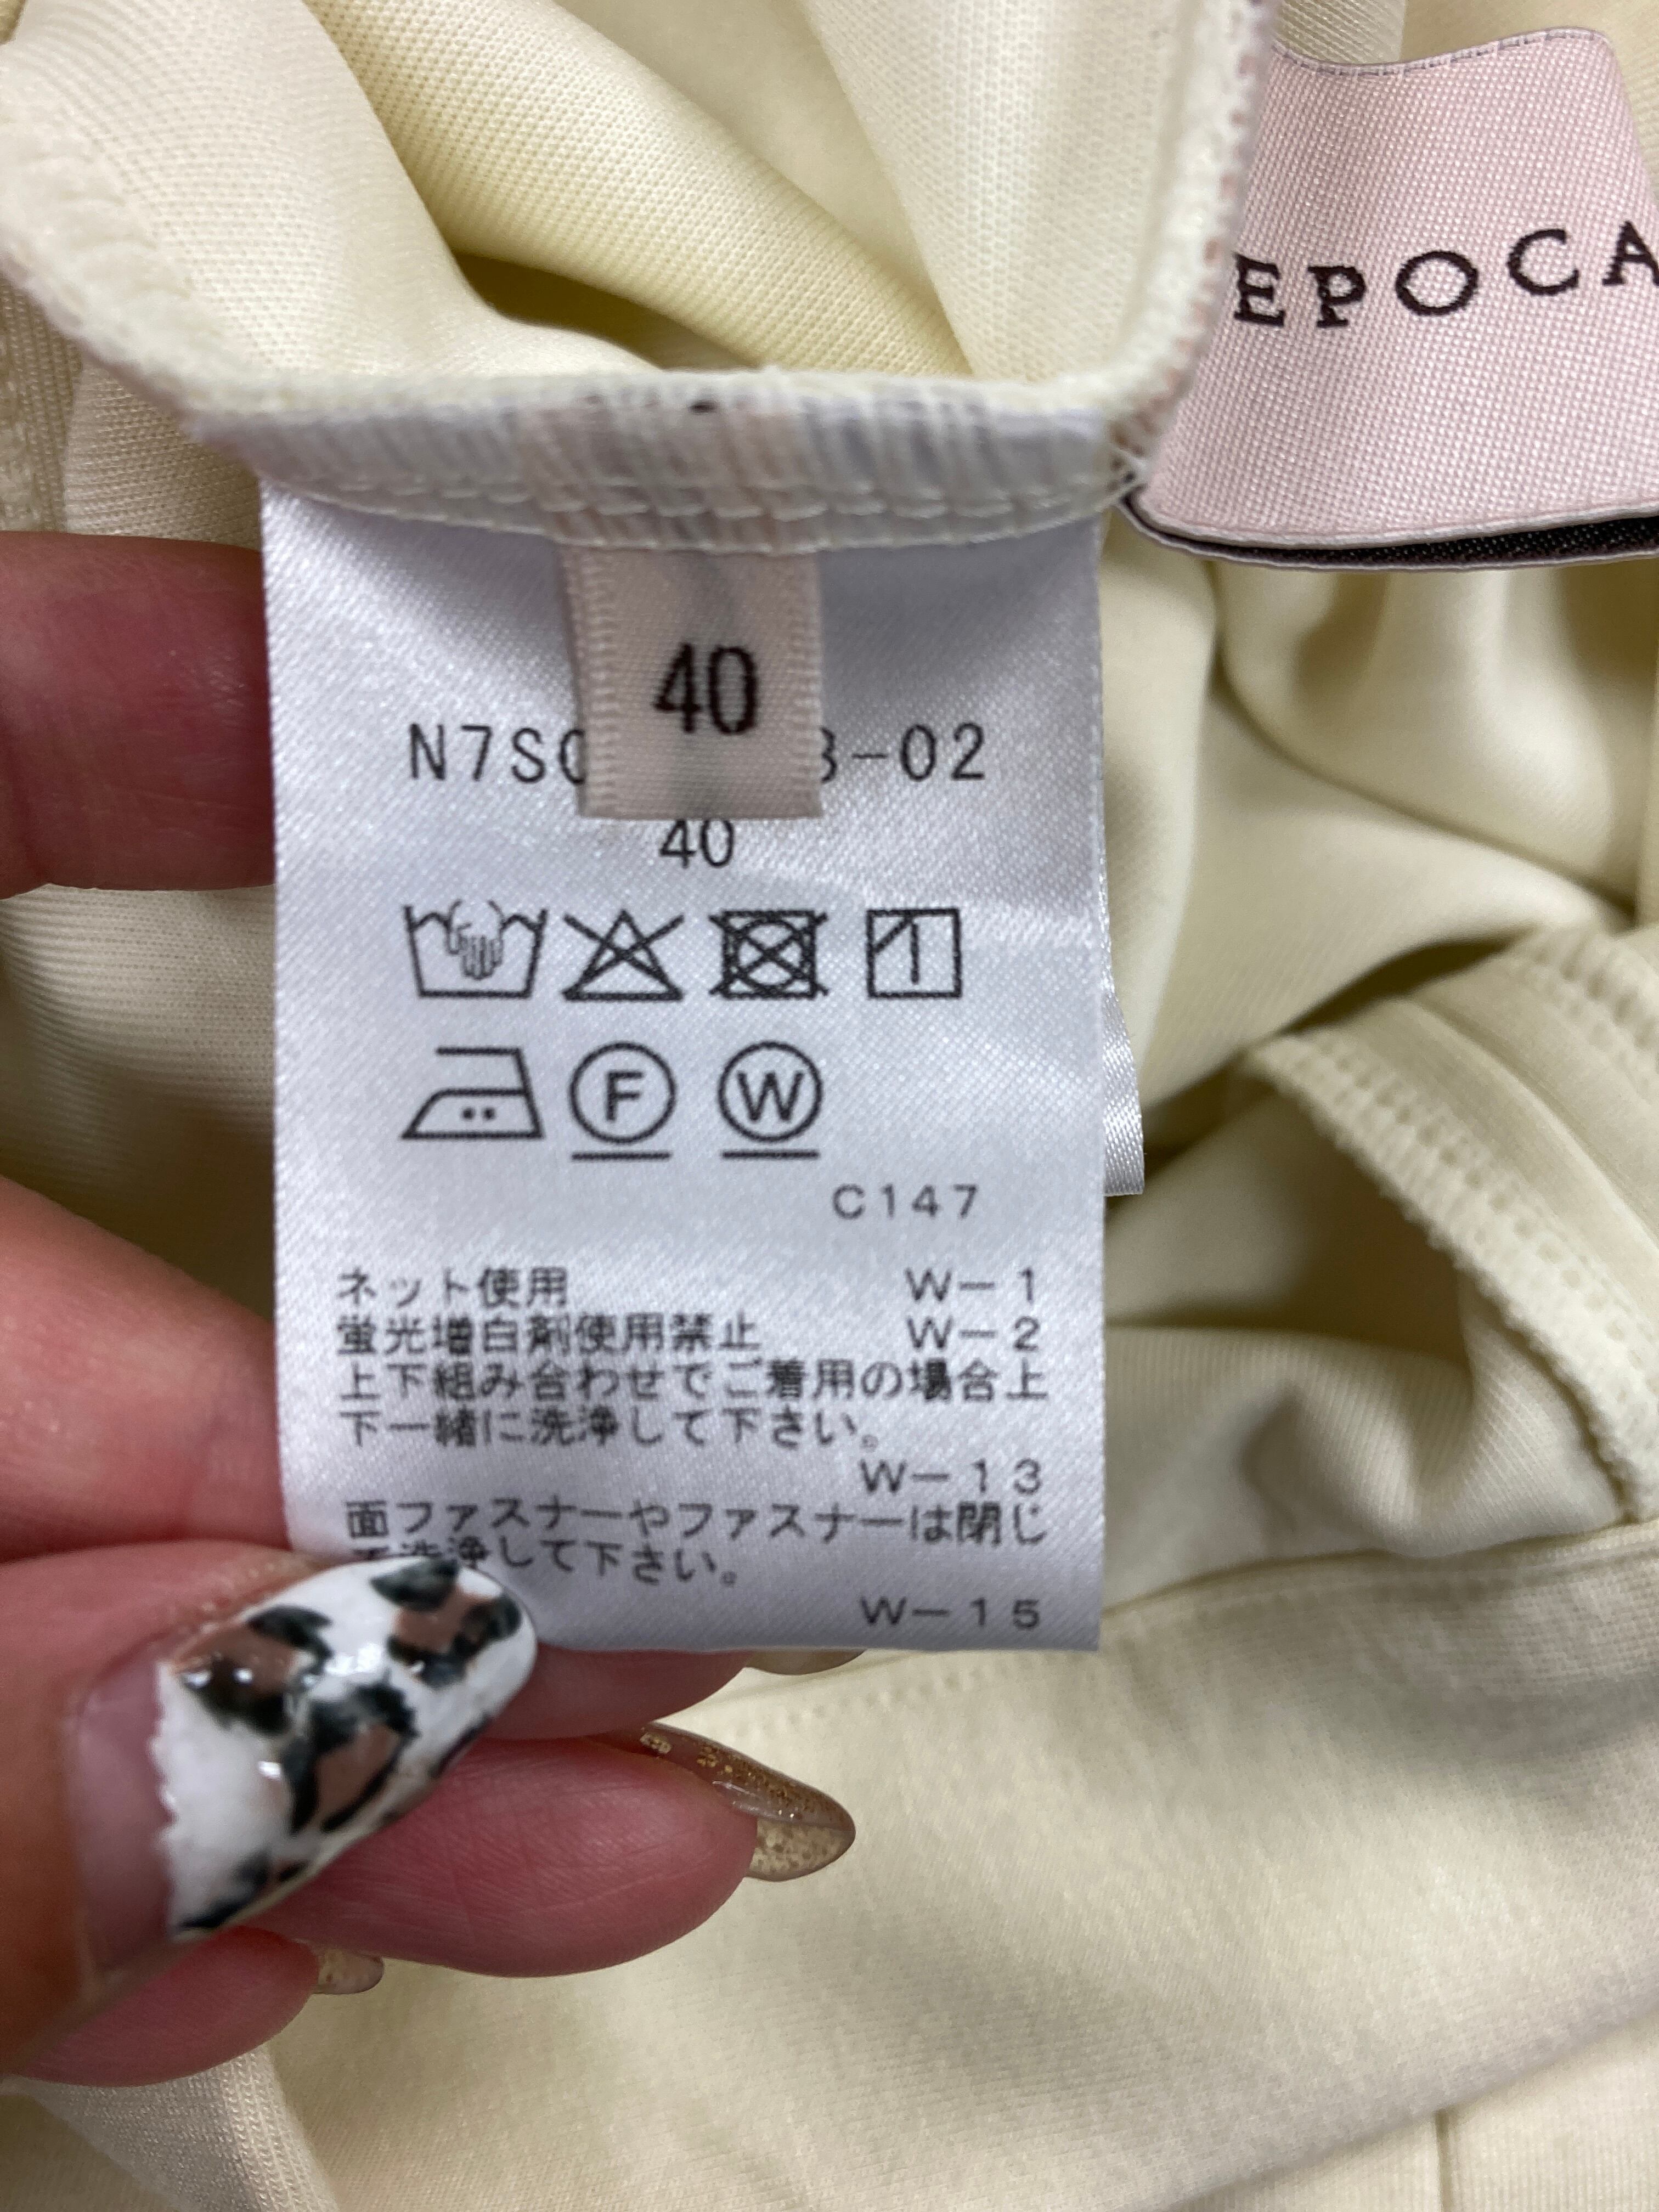 EPOCA
40
N7S 3-02
40
F W
C147
ネット使用 W-1
蛍光増白剤使用禁止 W-2
上下組み合わせでご着用の場合上
下一緒に洗浄して下さい。
W-13
面ファスナーやファスナーは閉じ
て洗浄して下さい。
W-15